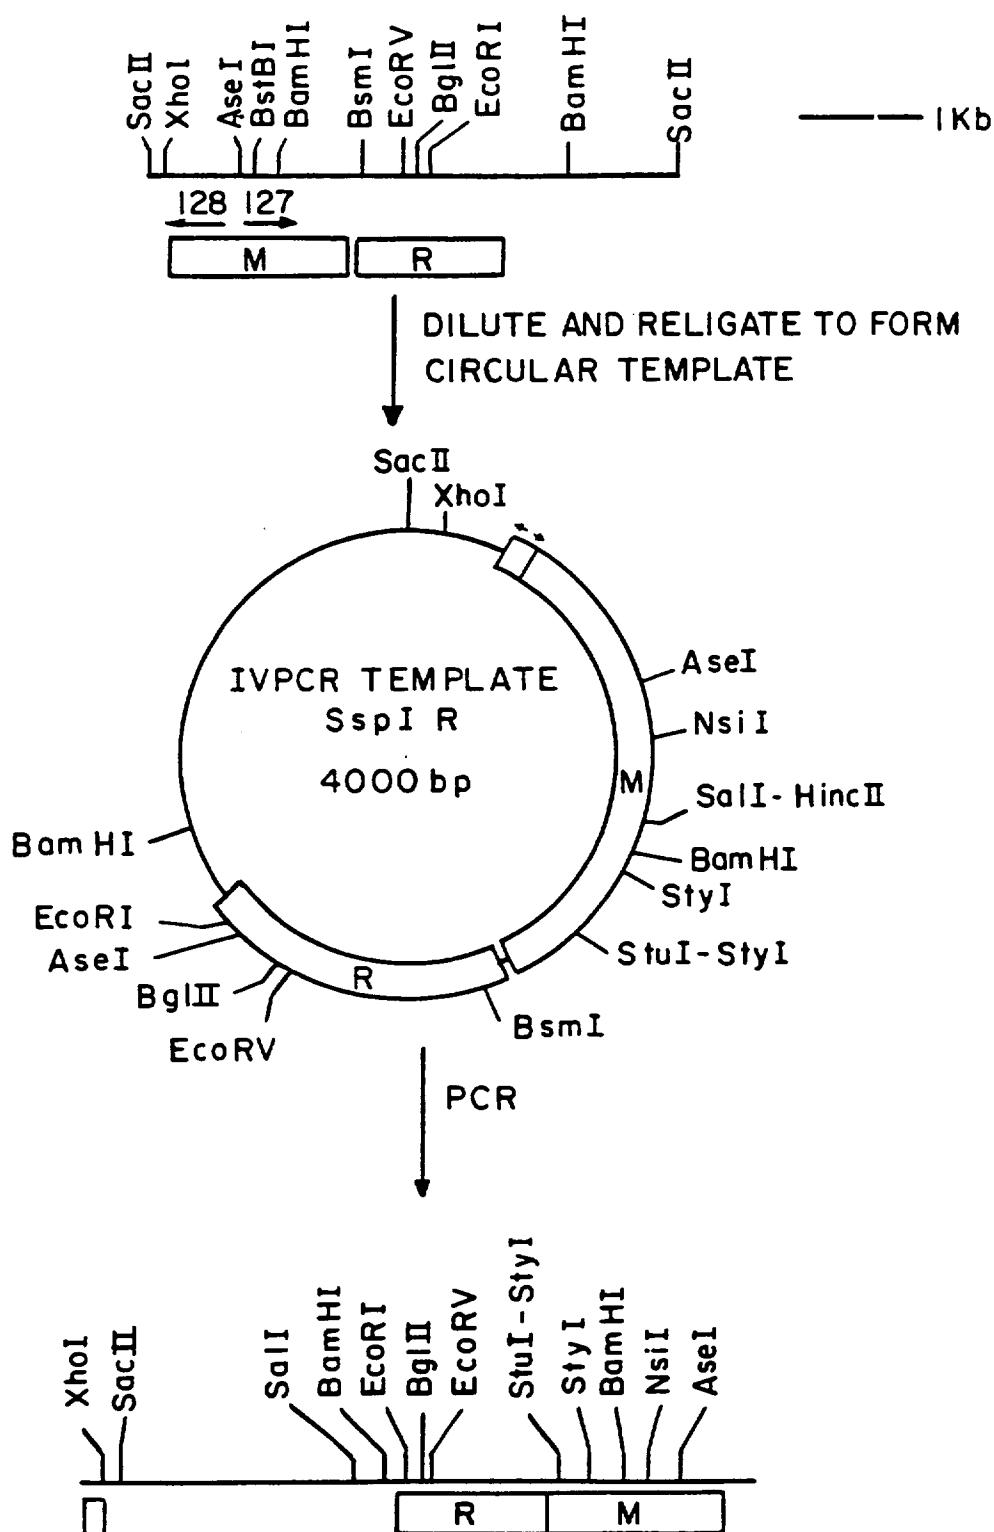 SacII XhoI AseI BstBI BamHI BsmI EcoRV BglII EcoRI BamHI SacII
1Kb
128 127
M R
DILUTE AND RELIGATE TO FORM
CIRCULAR TEMPLATE
SacII
XhoI
AseI
IVPCR TEMPLATE
SspI R
NsiI
4000 bp
M
SalI-HincII
BamHI
BamHI
StyI
EcoRI
StuI-StyI
AseI
R
BglII
BsmI
EcoRV
PCR
XhoI SacII SalI BamHI EcoRI BglII EcoRV StuI-StyI StyI BamHI NsiI AseI
R M